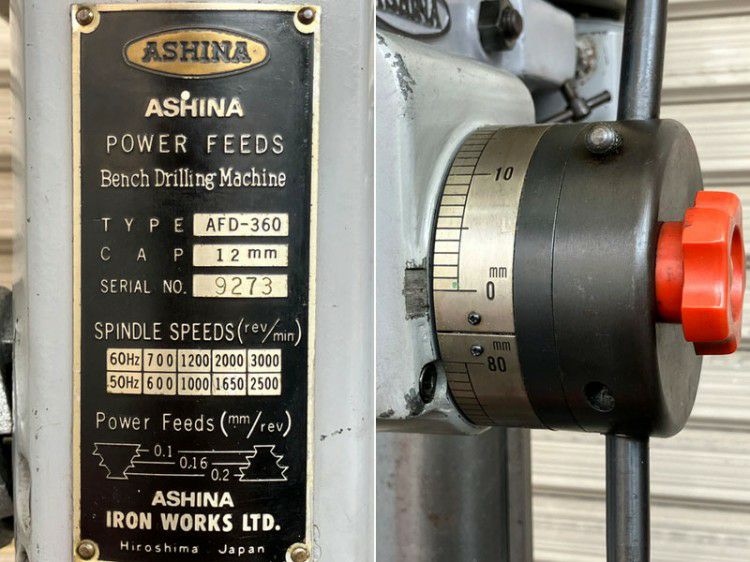 ASHINA
ASHINA
POWER FEEDS
Bench Drilling Machine
TYPE AFD-360
CAP 12mm
SERIAL NO. 9273
SPINDLE SPEEDS (rev/min)
60Hz 700 1200 2000 3000
50Hz 600 1000 1650 2500
Power Feeds (mm/rev)
0.1
0.16
0.2
ASHINA
IRON WORKS LTD.
Hiroshima Japan
ASHINA
10
mm
0
mm
80